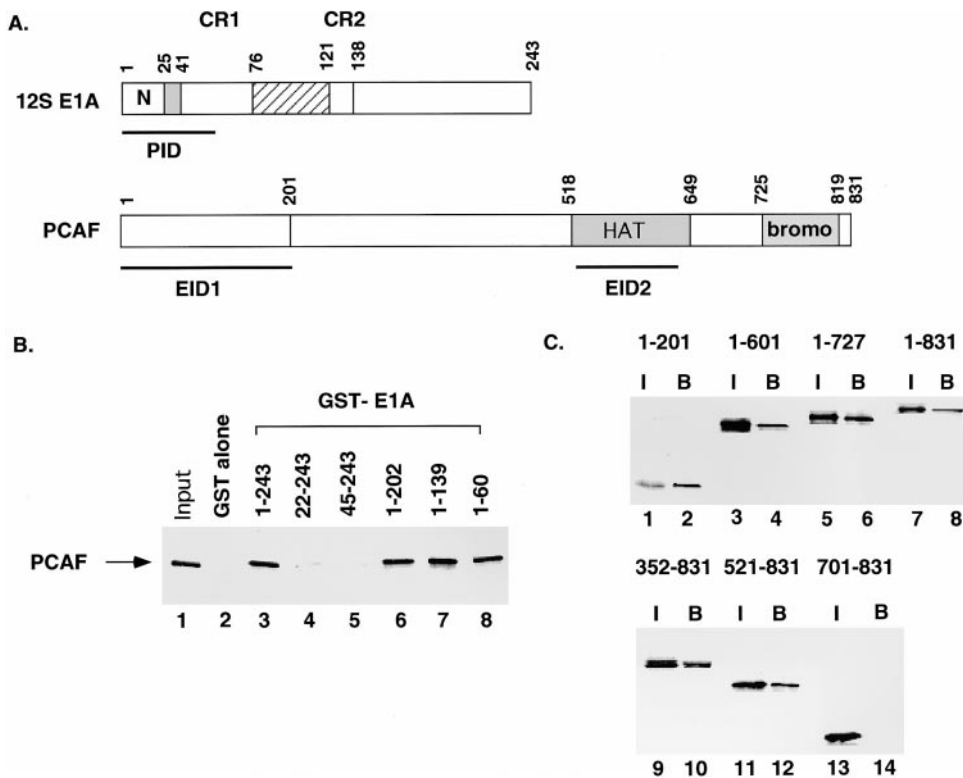 A.
CR1 CR2
1 25 41 76 121 138 243
12S E1A
N
PID
1 201 518 649 725 819 831
PCAF
HAT
bromo
EID1 EID2
B.
GST- E1A
Input
GST alone
1-243
22-243
45-243
1-202
1-139
1-60
PCAF
1 2 3 4 5 6 7 8
C.
1-201 1-601 1-727 1-831
I B I B I B I B
1 2 3 4 5 6 7 8
352-831 521-831 701-831
I B I B I B
9 10 11 12 13 14